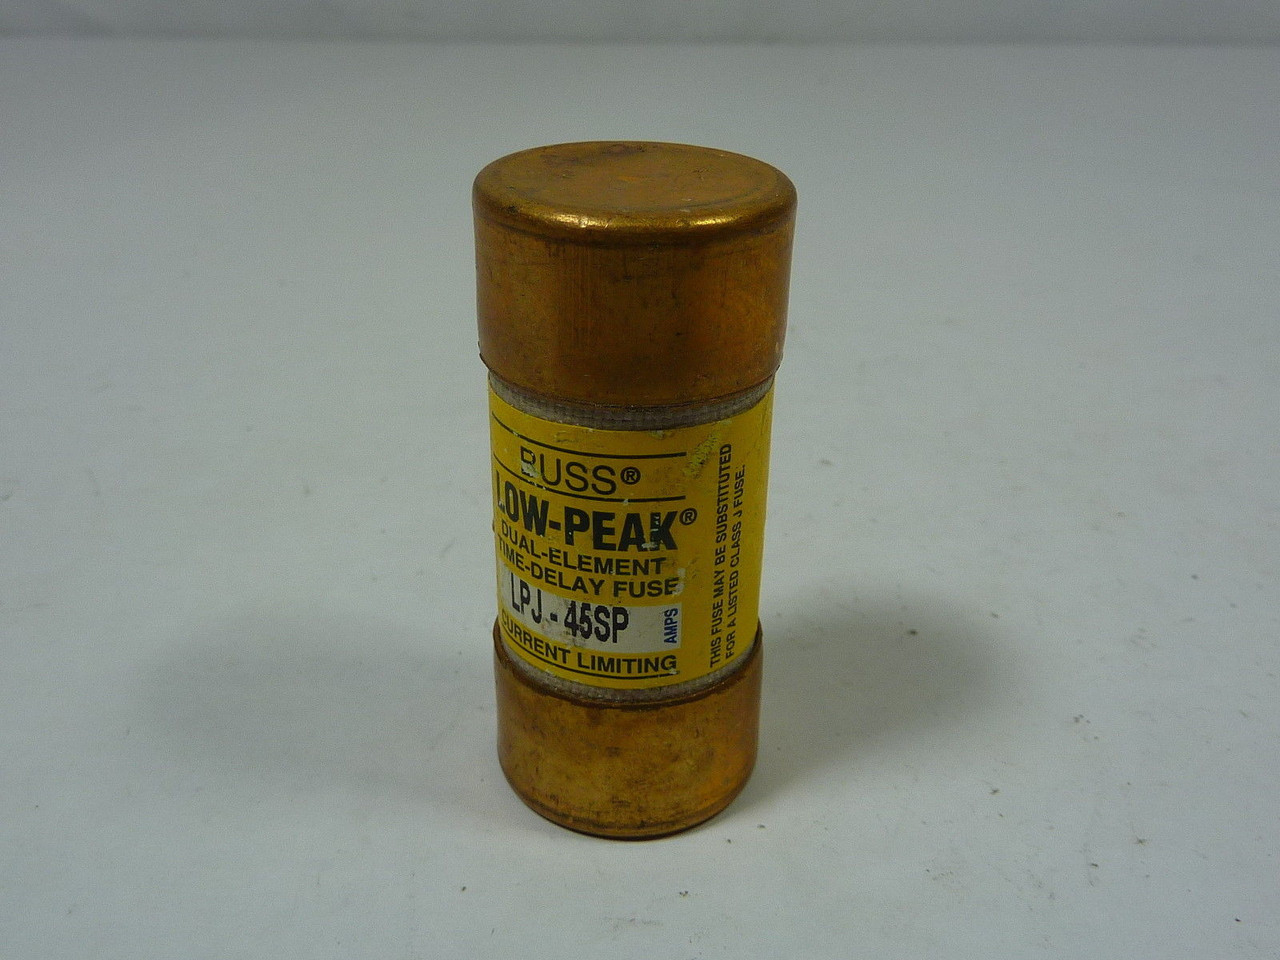 BUSS®
LOW-PEAK®
DUAL-ELEMENT
TIME-DELAY FUSE
LPJ-45SP AMPS
CURRENT LIMITING
THIS FUSE MAY BE SUBSTITUTED
FOR A LISTED CLASS J FUSE.